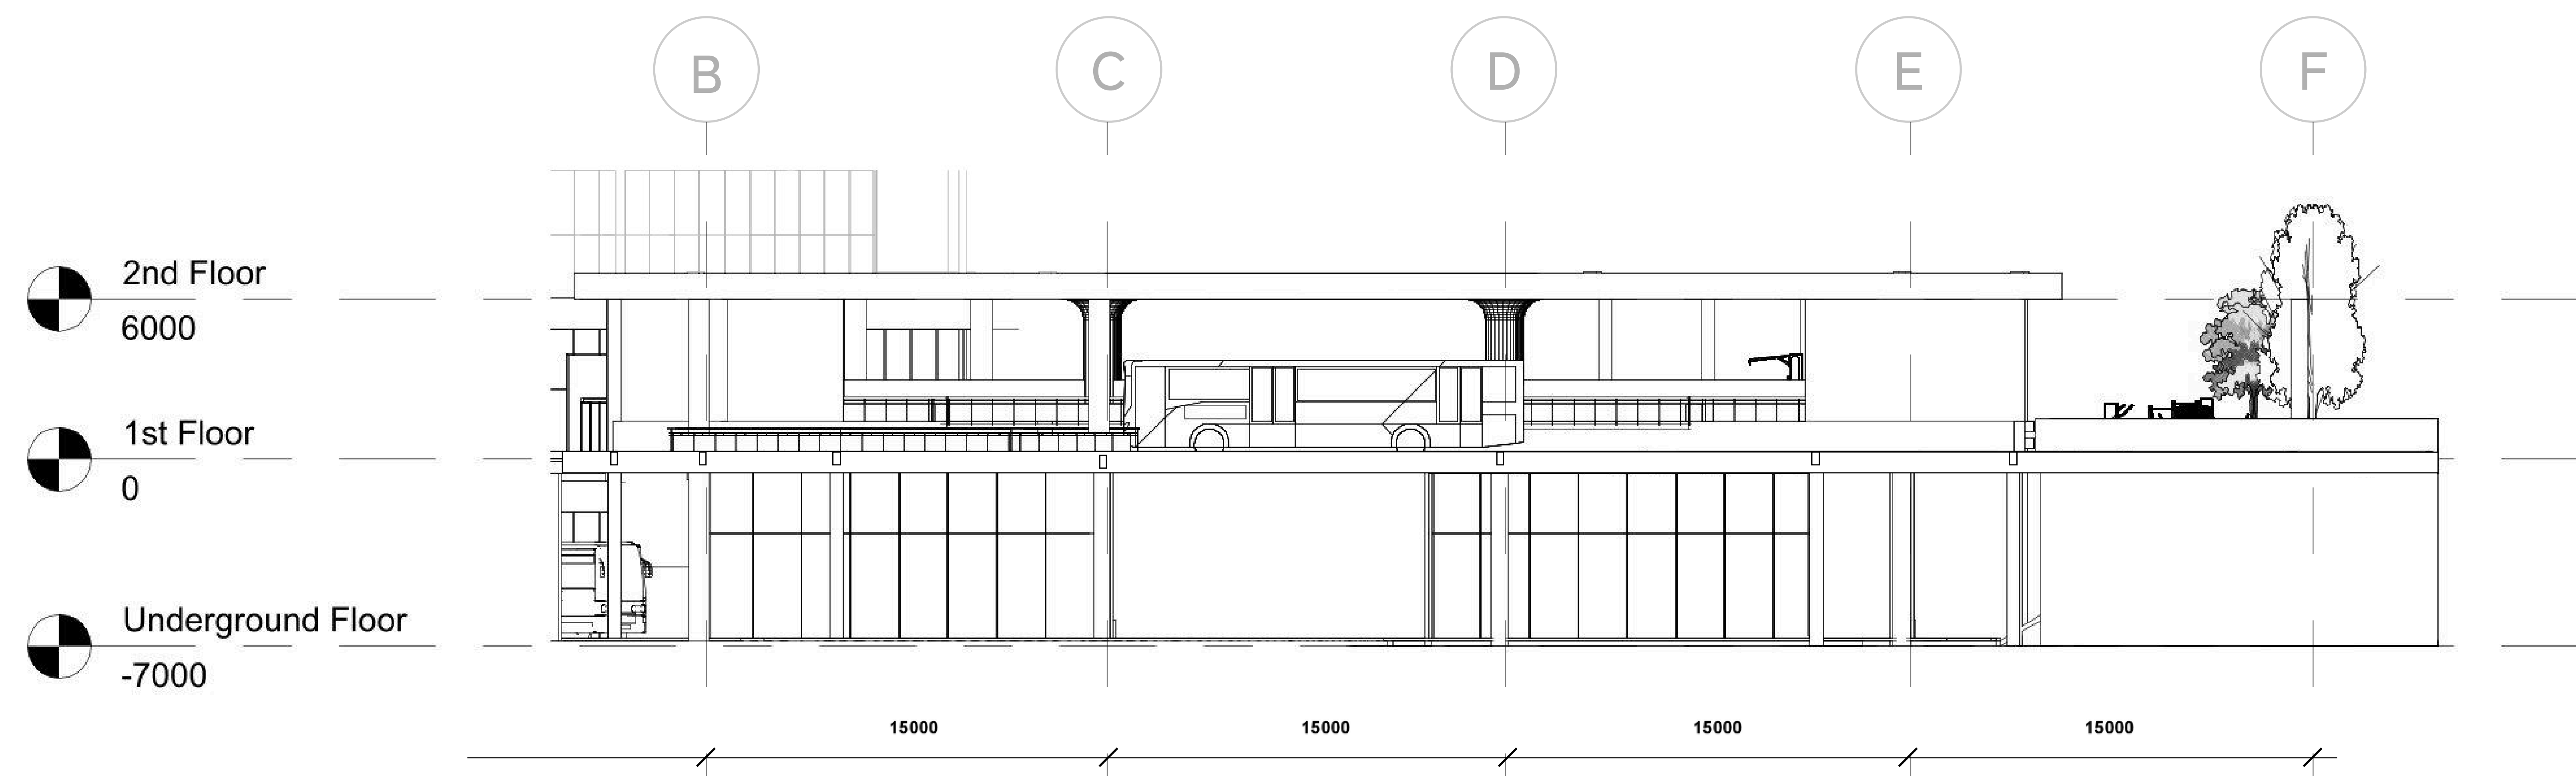 B C D E F
2nd Floor
6000
1st Floor
0
Underground Floor
-7000
15000 15000 15000 15000